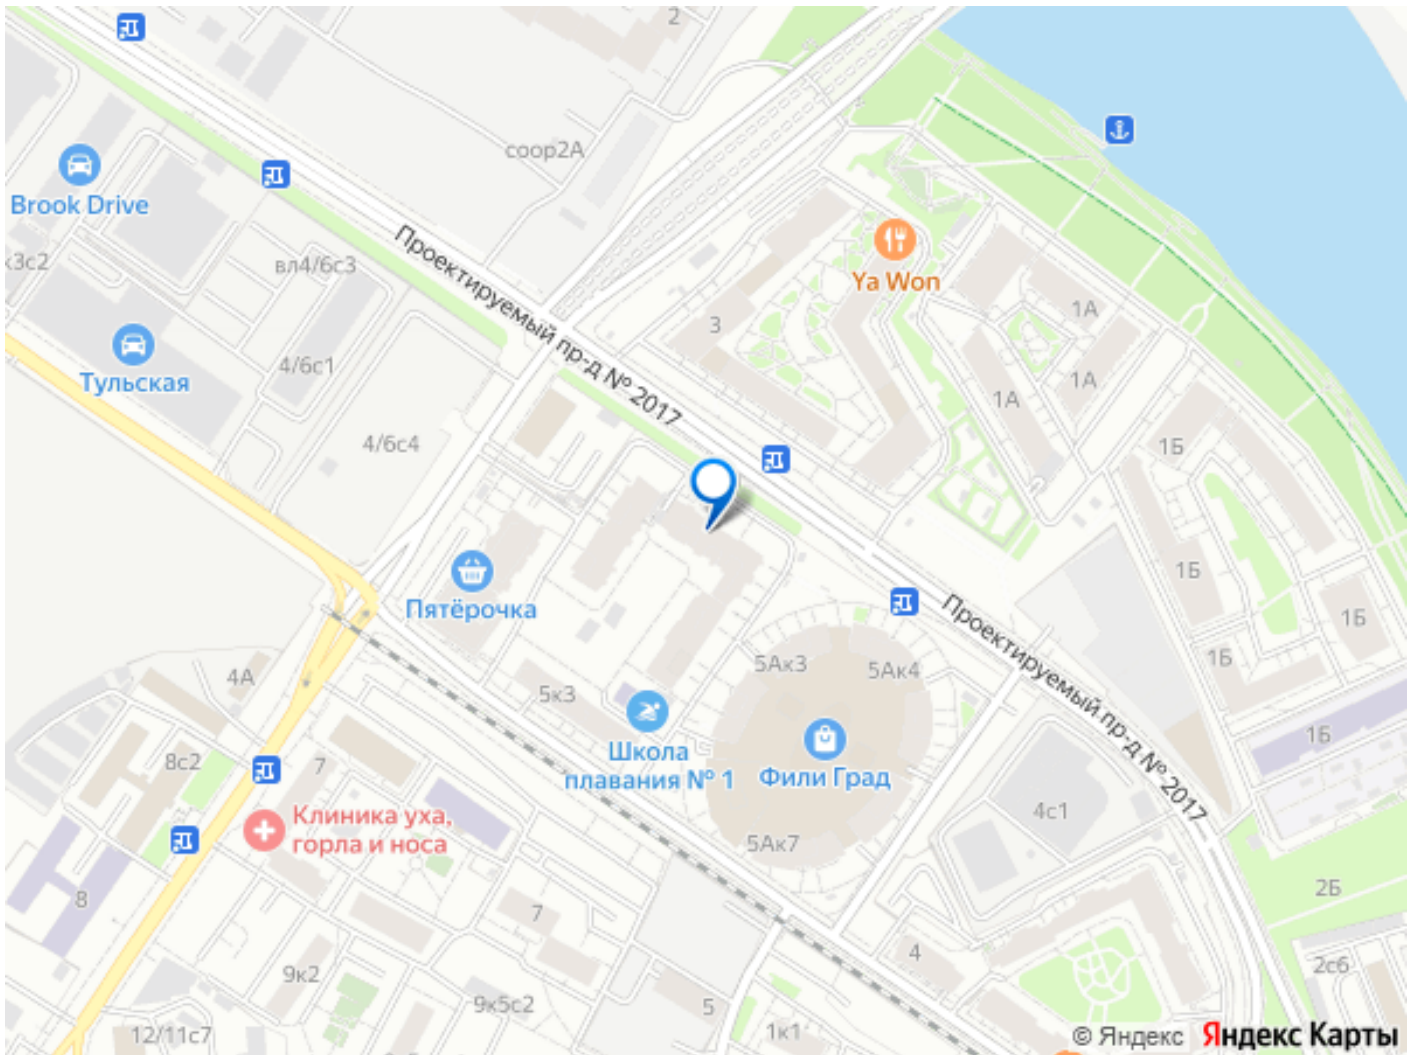 2
соор2А
Brook Drive
к3с2
вл4/6с3
Проектируемый пр-д № 2017
Ya Won
3
1А
1А
1А
Тульская
4/6с1
4/6с4
1Б
1Б
1Б
1Б
Пятёрочка
Проектируемый пр-д № 2017
4А
5к3
5Ак3
5Ак4
Школа
плавания № 1
Фили Град
1Б
8с2
7
4с1
Клиника уха,
горла и носа
5Ак7
8
7
2Б
9к2
4
2с6
9к5с2
5
12/11с7
1к1
© Яндекс Яндекс Карты